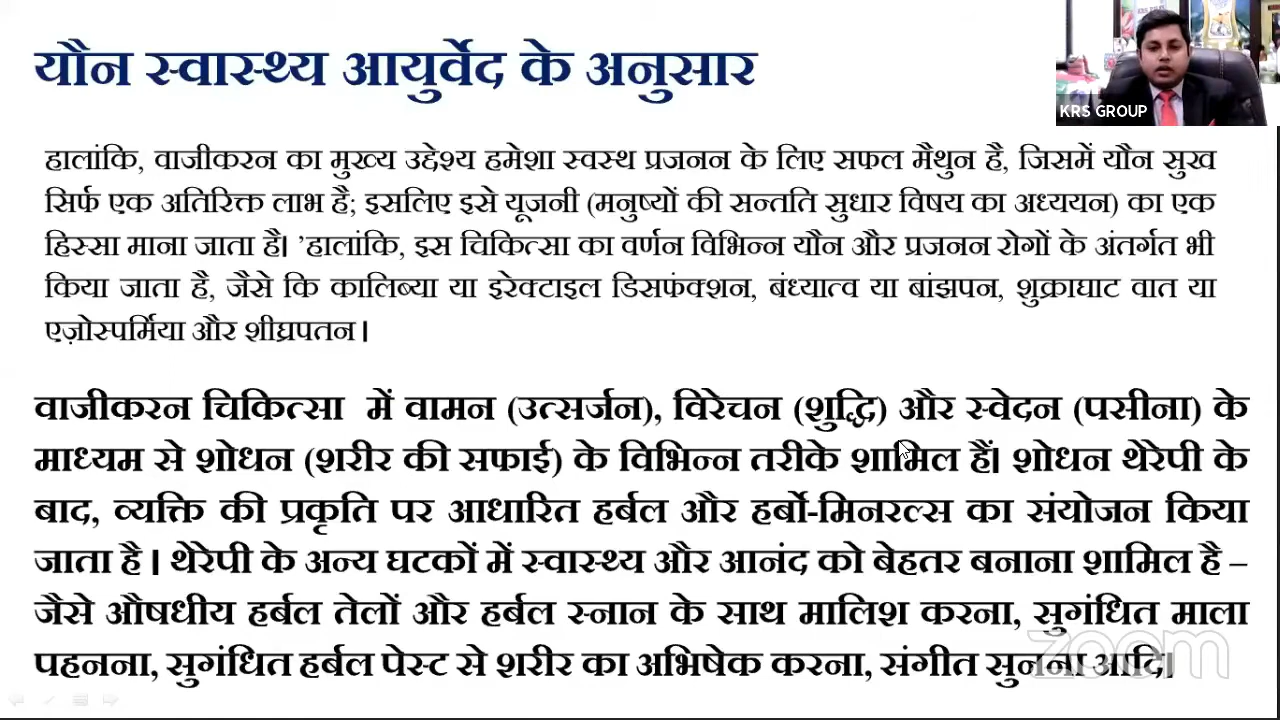 यौन स्वास्थ्य आयुर्वेद के अनुसार
KRS GROUP
हालांकि, वाजीकरन का मुख्य उद्देश्य हमेशा स्वस्थ प्रजनन के लिए सफल मैथुन है, जिसमें यौन सुख
सिर्फ एक अतिरिक्त लाभ है; इसलिए इसे यूजनी (मनुष्यों की सन्तति सुधार विषय का अध्ययन) का एक
हिस्सा माना जाता है। ’हालांकि, इस चिकित्सा का वर्णन विभिन्न यौन और प्रजनन रोगों के अंतर्गत भी
किया जाता है, जैसे कि कालिब्या या इरेक्टाइल डिसफंक्शन, बंध्यात्व या बांझपन, शुक्राघाट वात या
एज़ोस्पर्मिया और शीघ्रपतन।
वाजीकरन चिकित्सा में वामन (उत्सर्जन), विरेचन (शुद्धि) और स्वेदन (पसीना) के
माध्यम से शोधन (शरीर की सफाई) के विभिन्न तरीके शामिल हैं। शोधन थेरेपी के
बाद, व्यक्ति की प्रकृति पर आधारित हर्बल और हर्बो-मिनरल्स का संयोजन किया
जाता है। थेरेपी के अन्य घटकों में स्वास्थ्य और आनंद को बेहतर बनाना शामिल है –
जैसे औषधीय हर्बल तेलों और हर्बल स्नान के साथ मालिश करना, सुगंधित माला
पहनना, सुगंधित हर्बल पेस्ट से शरीर का अभिषेक करना, संगीत सुनना आदि।
zoom